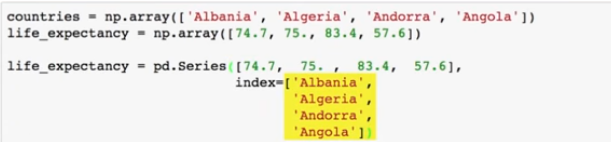 countries = np.array(['Albania', 'Algeria', 'Andorra', 'Angola'])
life_expectancy = np.array([74.7, 75., 83.4, 57.6])
life_expectancy = pd.Series([74.7, 75. , 83.4, 57.6],
index=['Albania',
'Algeria',
'Andorra',
'Angola'])